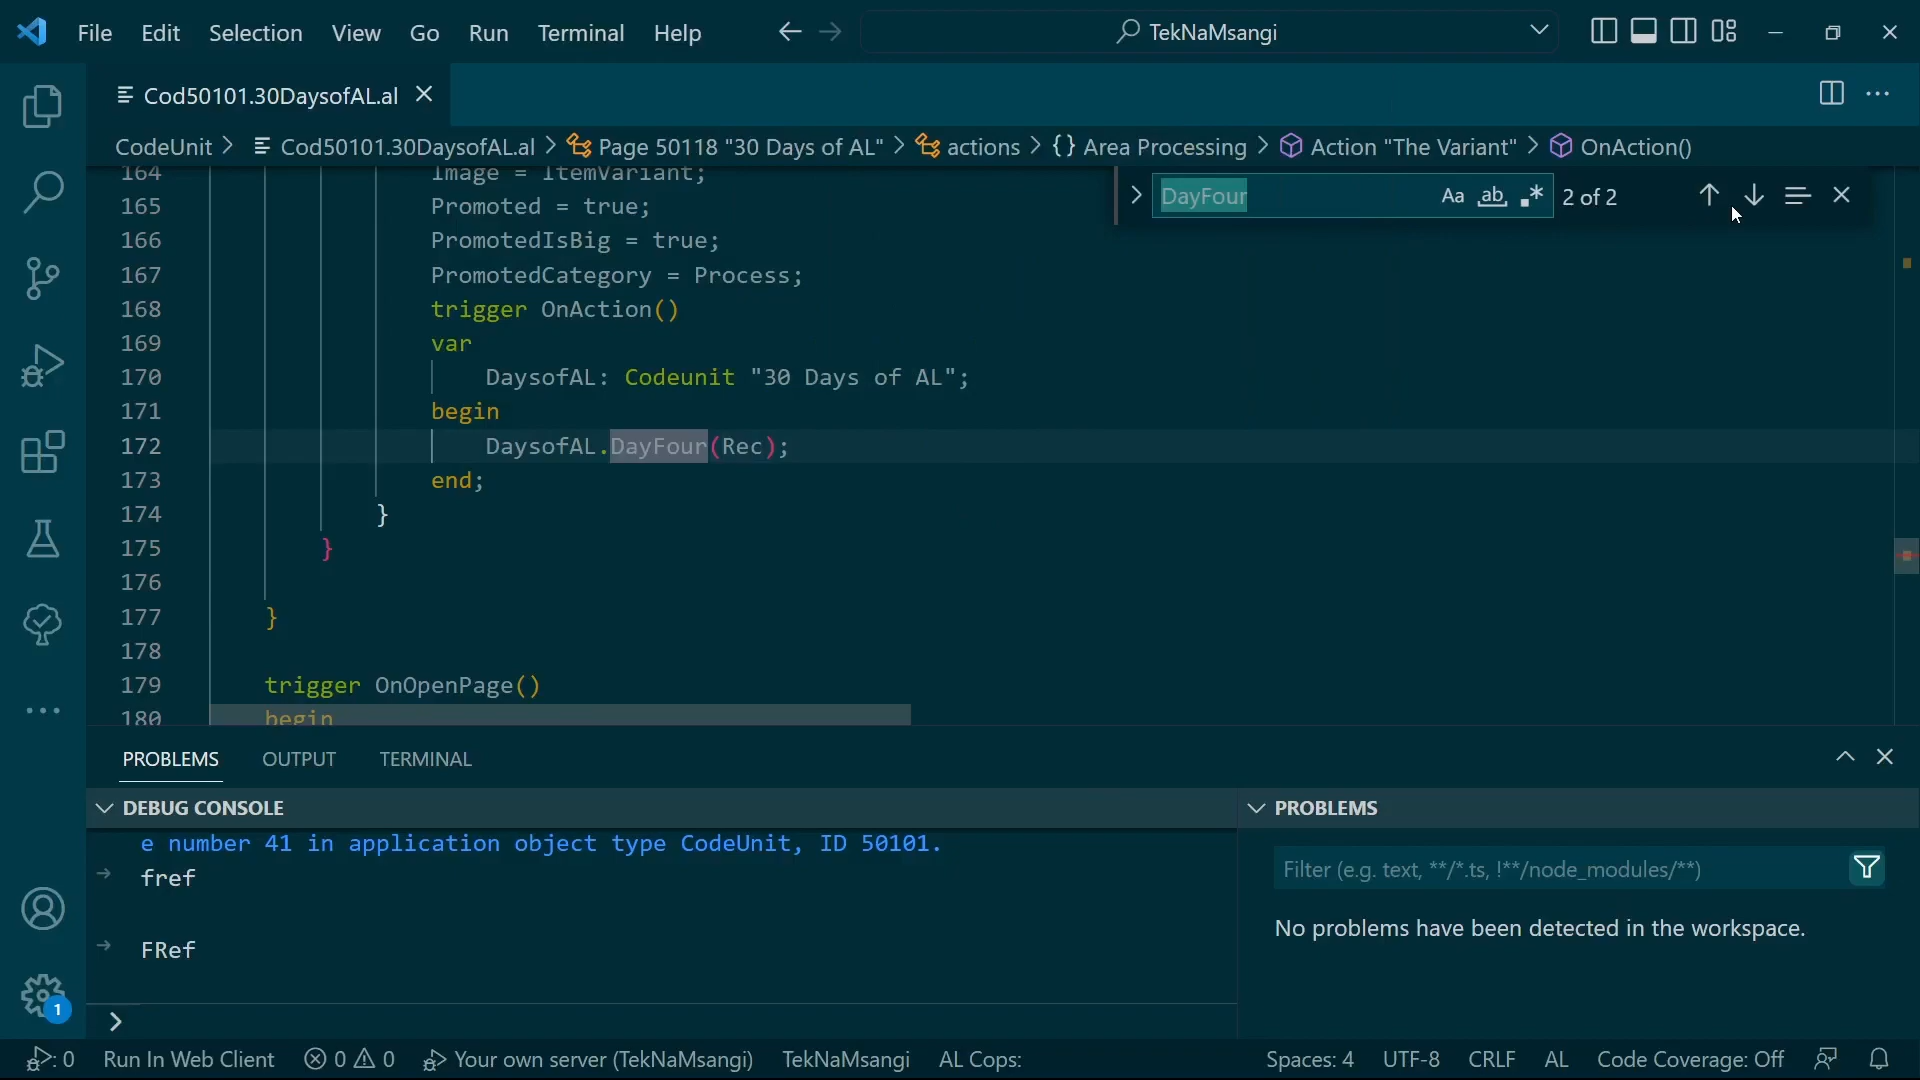 File Edit Selection View Go Run Terminal Help TekNaMsangi
Cod50101.30DaysofAL.al
CodeUnit > Cod50101.30DaysofAL.al > Page 50118 "30 Days of AL" > actions > {} Area Processing > Action "The Variant" > OnAction()
DayFour Aa ab .* 2 of 2
164 Image = ItemVariant;
165 Promoted = true;
166 PromotedIsBig = true;
167 PromotedCategory = Process;
168 trigger OnAction()
169 var
170 DaysofAL: Codeunit "30 Days of AL";
171 begin
172 DaysofAL.DayFour(Rec);
173 end;
174 }
175 }
176
177 }
178
179 trigger OnOpenPage()
180 begin
PROBLEMS OUTPUT TERMINAL
DEBUG CONSOLE
e number 41 in application object type CodeUnit, ID 50101.
fref
FRef
>
PROBLEMS
Filter (e.g. text, **/*.ts, !**/node_modules/**)
No problems have been detected in the workspace.
1
: 0 Run In Web Client 0 0 Your own server (TekNaMsangi) TekNaMsangi AL Cops: Spaces: 4 UTF-8 CRLF AL Code Coverage: Off